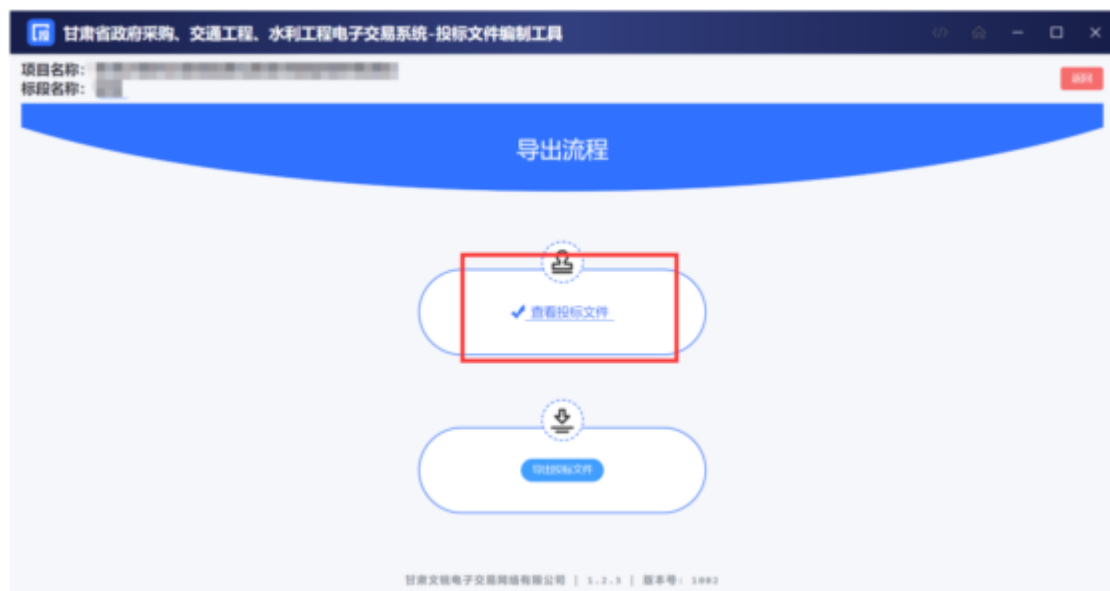 甘肃省政府采购、交通工程、水利工程电子交易系统-投标文件编制工具
项目名称：
标段名称：
返回
导出流程
查看投标文件
导出投标文件
甘肃文锐电子交易网络有限公司 | 1.2.3 | 版本号: 1002